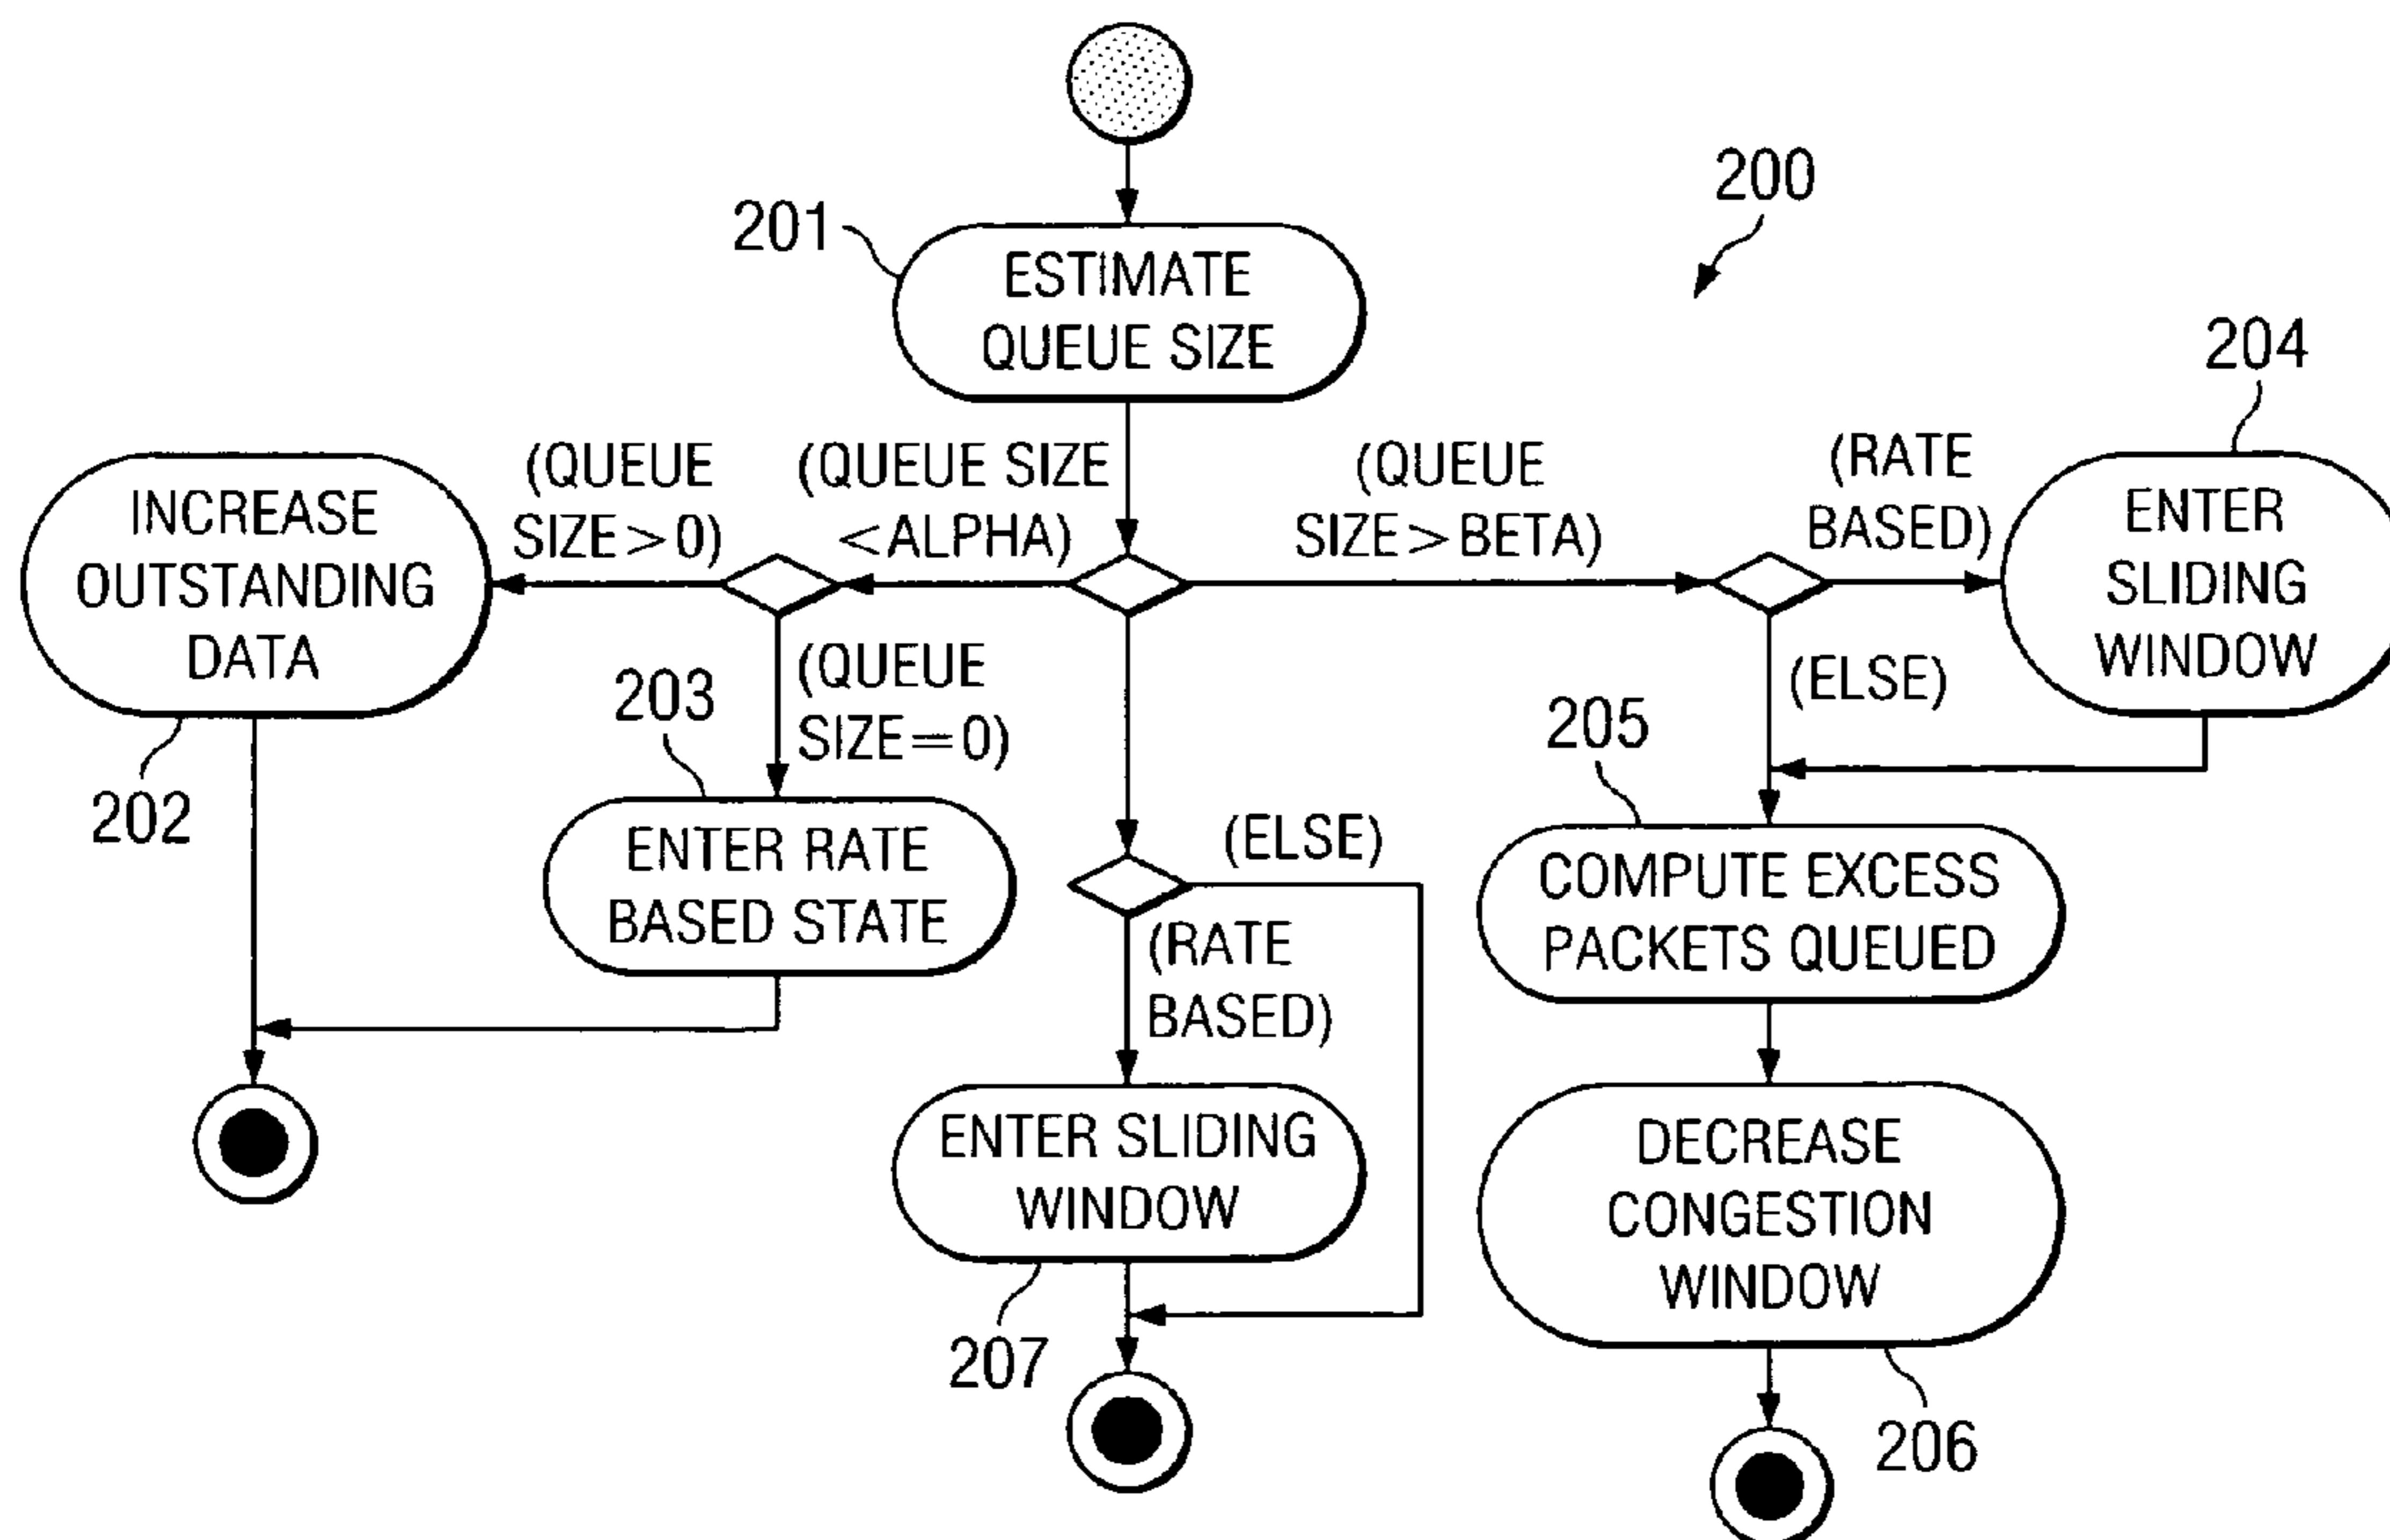 200
201
ESTIMATE
QUEUE SIZE
204
(QUEUE
SIZE>0)
(QUEUE SIZE
<ALPHA)
(QUEUE
SIZE>BETA)
(RATE
BASED)
INCREASE
OUTSTANDING
DATA
202
ENTER
SLIDING
WINDOW
(QUEUE
SIZE=0)
203
ENTER RATE
BASED STATE
(ELSE)
205
COMPUTE EXCESS
PACKETS QUEUED
(ELSE)
(RATE
BASED)
ENTER SLIDING
WINDOW
207
DECREASE
CONGESTION
WINDOW
206